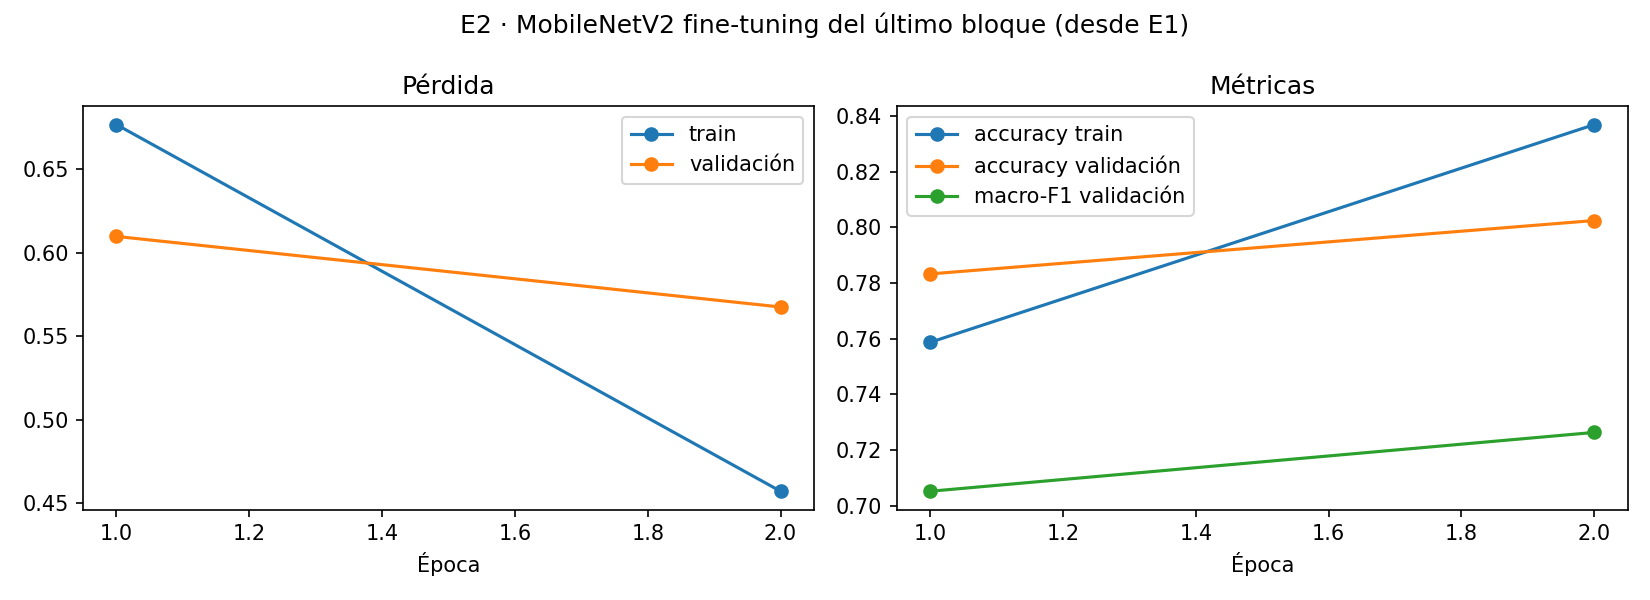 E2 · MobileNetV2 fine-tuning del último bloque (desde E1)
Pérdida
train
validación
0.65
0.60
0.55
0.50
0.45
1.0 1.2 1.4 1.6 1.8 2.0
Época
Métricas
accuracy train
accuracy validación
macro-F1 validación
0.84
0.82
0.80
0.78
0.76
0.74
0.72
0.70
1.0 1.2 1.4 1.6 1.8 2.0
Época